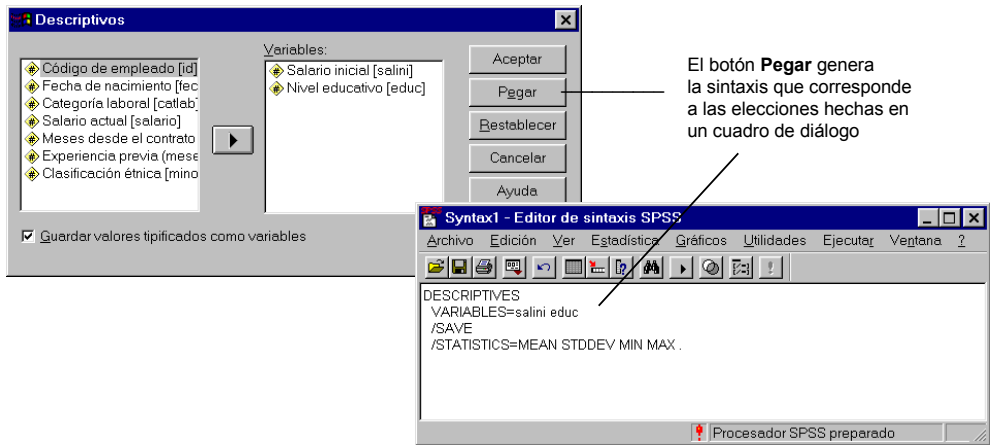 Descriptivos
Código de empleado [id]
Fecha de nacimiento [fec
Categoría laboral [catlab]
Salario actual [salario]
Meses desde el contrato
Experiencia previa (mese
Clasificación étnica [mino
Variables:
Salario inicial [salini]
Nivel educativo [educ]
Aceptar
Pegar
Restablecer
Cancelar
Ayuda
Guardar valores tipificados como variables
El botón Pegar genera
la sintaxis que corresponde
a las elecciones hechas en
un cuadro de diálogo
Syntax1 - Editor de sintaxis SPSS
Archivo Edición Ver Estadística Gráficos Utilidades Ejecutar Ventana ?
DESCRIPTIVES
VARIABLES=salini educ
/SAVE
/STATISTICS=MEAN STDDEV MIN MAX .
Procesador SPSS preparado